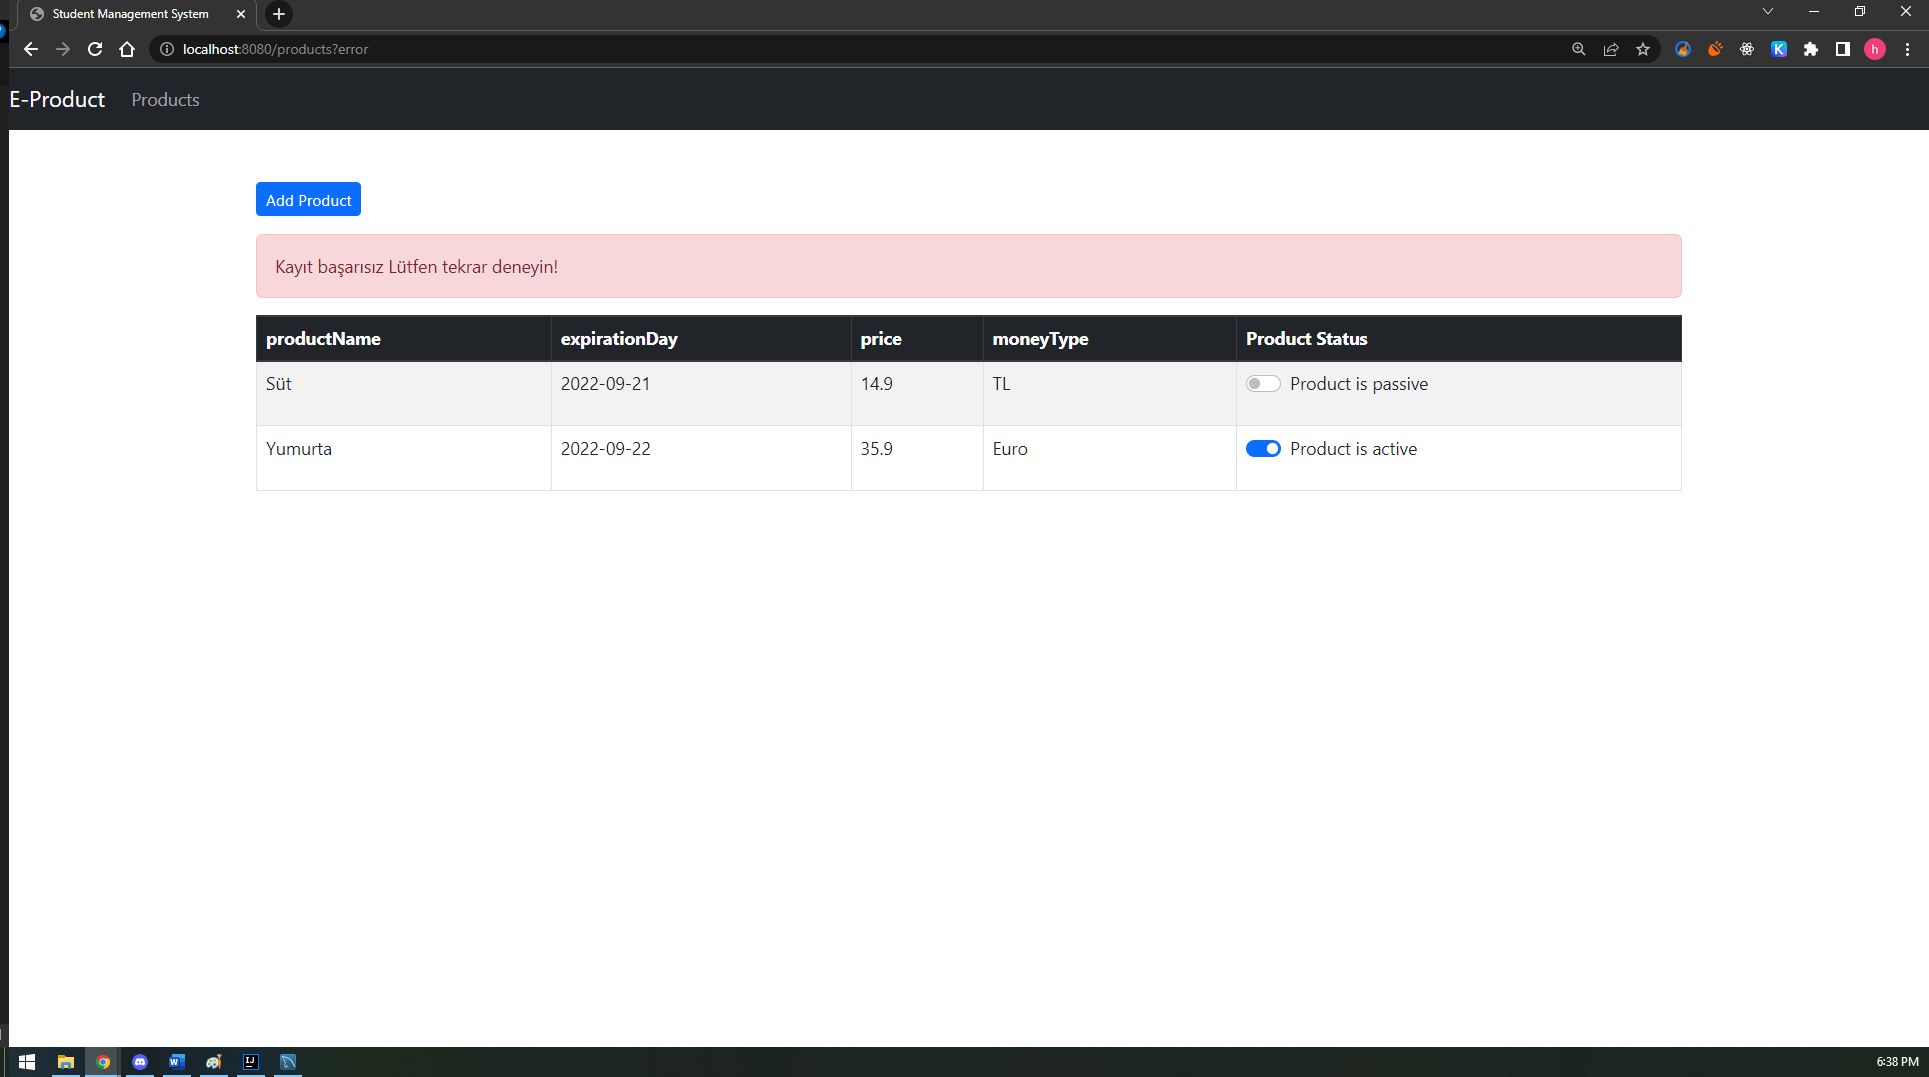 Student Management System
localhost:8080/products?error
K
h
E-Product Products
Add Product
Kayıt başarısız Lütfen tekrar deneyin!
productName expirationDay price moneyType Product Status
Süt 2022-09-21 14.9 TL Product is passive
Yumurta 2022-09-22 35.9 Euro Product is active
W
IJ
6:38 PM